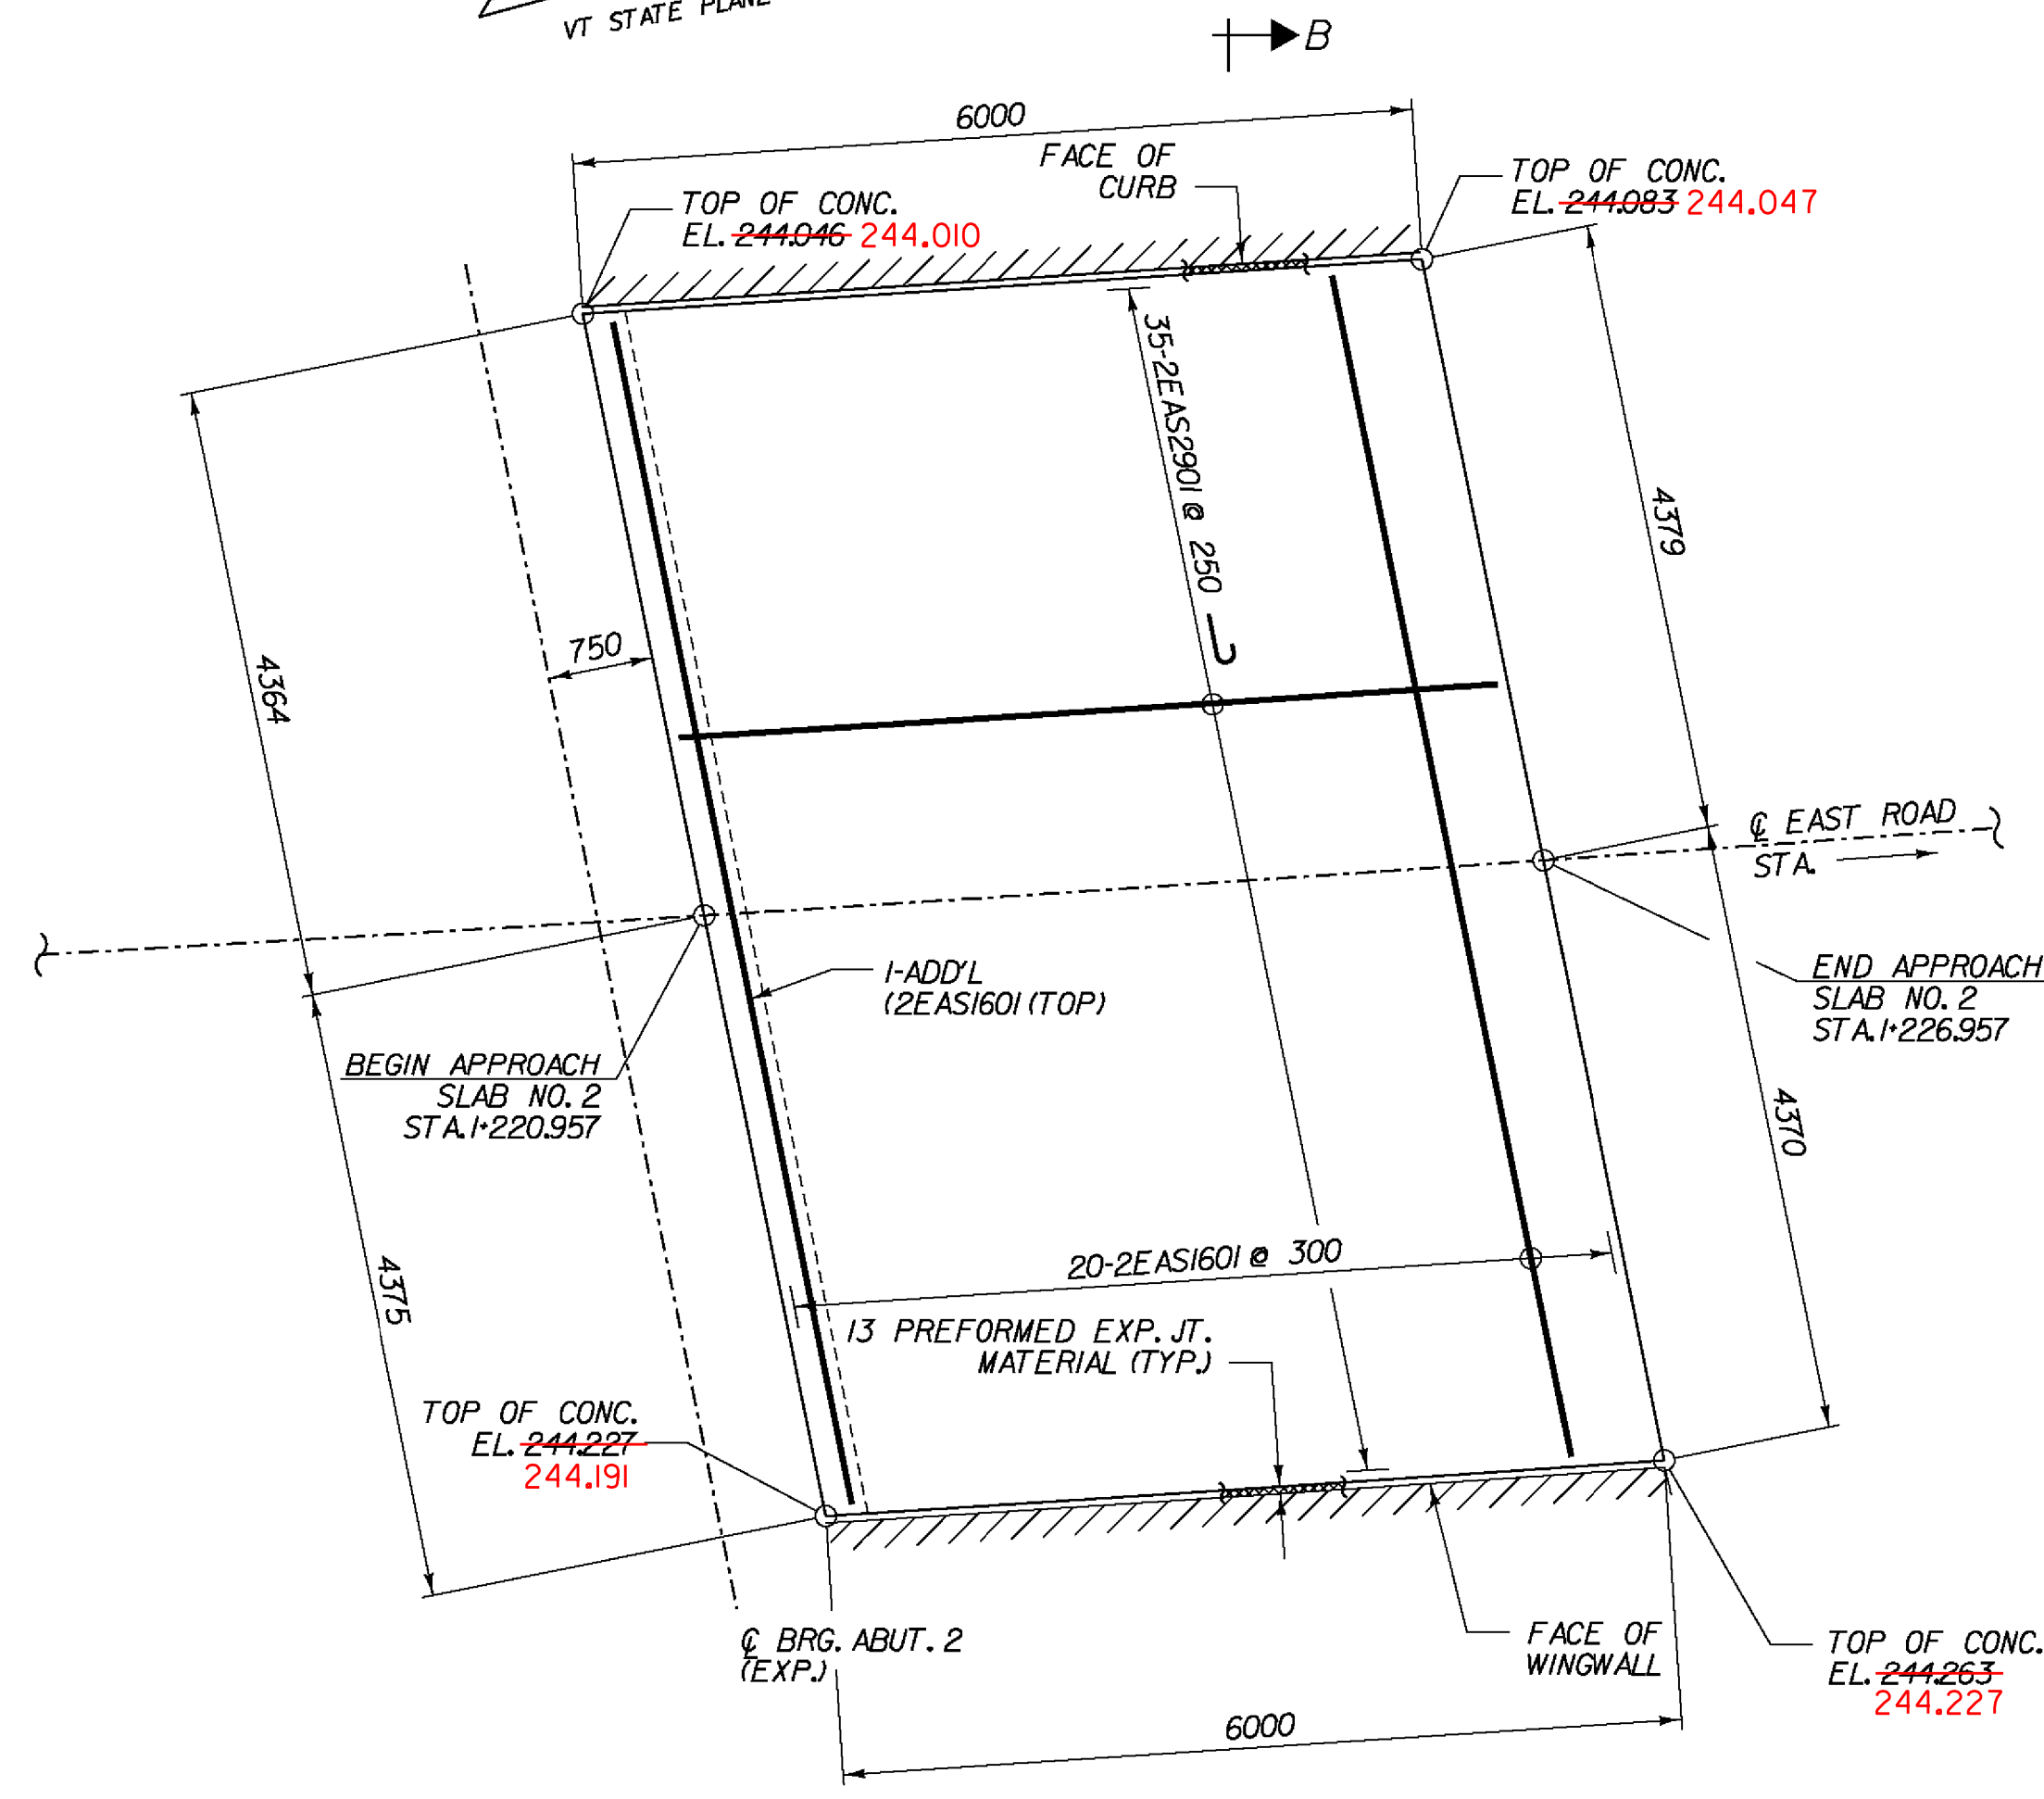 VT STATE PLANE
B
6000
FACE OF
CURB
TOP OF CONC.
EL. 244.083 244.047
TOP OF CONC.
EL. 244.046 244.010
35-2EAS2901 @ 250
4379
750
4364
℄ EAST ROAD
STA.
1-ADD'L
(2EAS1601 (TOP)
END APPROACH
SLAB NO. 2
STA. 1+226.957
BEGIN APPROACH
SLAB NO. 2
STA. 1+220.957
4370
4375
20-2EAS1601 @ 300
13 PREFORMED EXP. JT.
MATERIAL (TYP.)
TOP OF CONC.
EL. 244.227
244.191
℄ BRG. ABUT. 2
(EXP.)
FACE OF
WINGWALL
TOP OF CONC.
EL. 244.263
244.227
6000